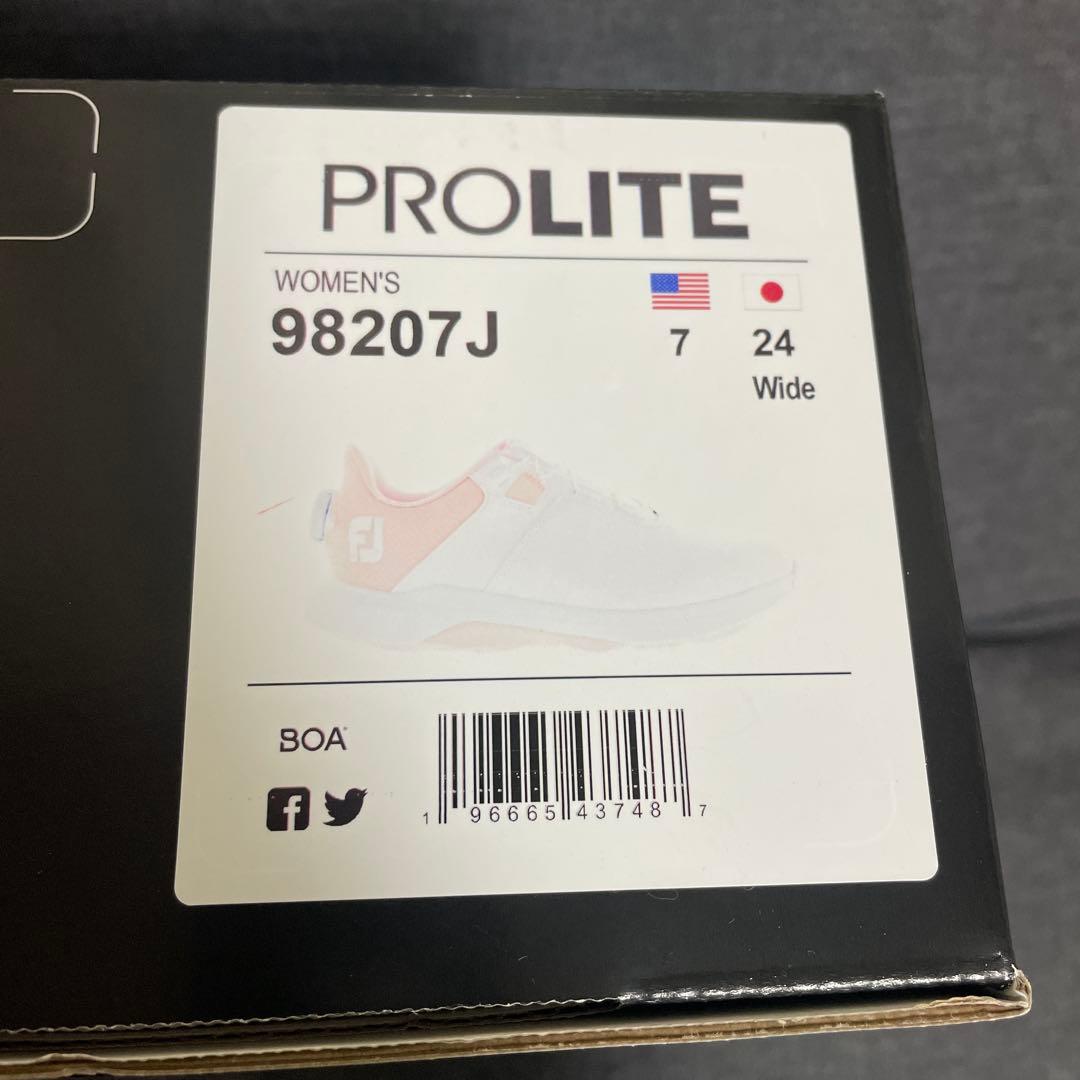 PROLITE
WOMEN'S
98207J
7
24
Wide
FJ
BOA
1 96665 43748 7